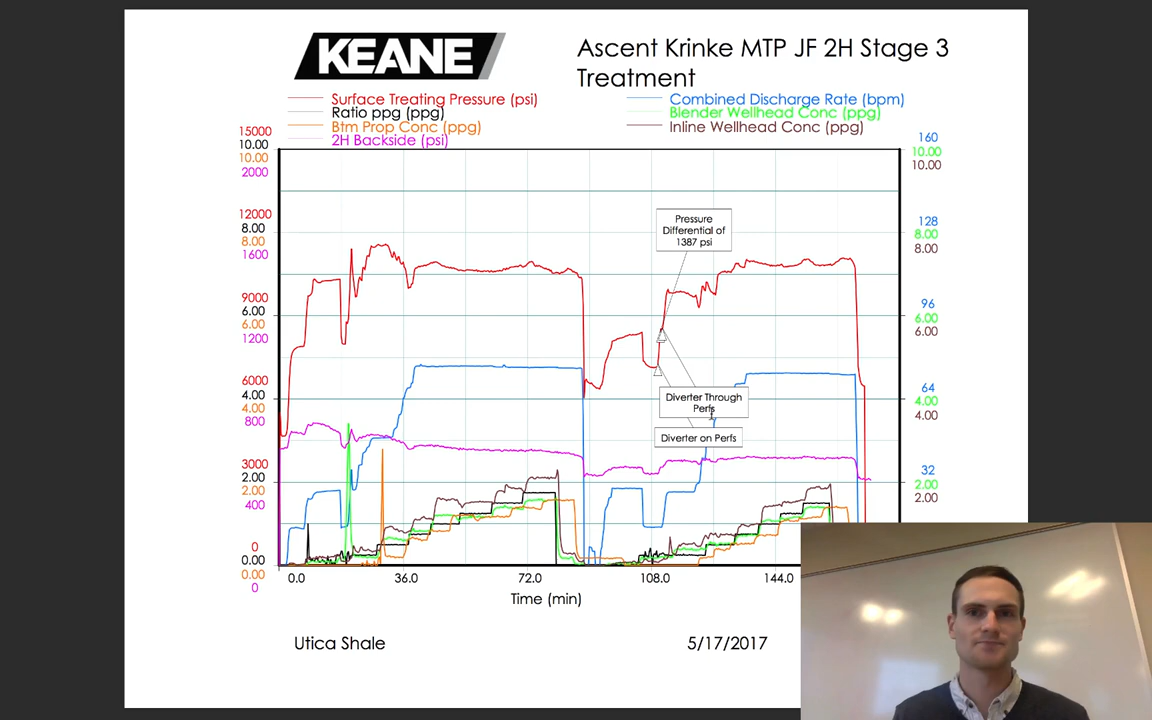 KEANE
Ascent Krinke MTP JF 2H Stage 3
Treatment
Surface Treating Pressure (psi)
Ratio ppg (ppg)
Btm Prop Conc (ppg)
2H Backside (psi)
Combined Discharge Rate (bpm)
Blender Wellhead Conc (ppg)
Inline Wellhead Conc (ppg)
15000
10.00
10.00
2000
12000
8.00
8.00
1600
9000
6.00
6.00
1200
6000
4.00
4.00
800
3000
2.00
2.00
400
0
0.00
0.00
0
160
10.00
10.00
128
8.00
8.00
96
6.00
6.00
64
4.00
4.00
32
2.00
2.00
Pressure
Differential of
1387 psi
Diverter Through
Perfs
Diverter on Perfs
0.0 36.0 72.0 108.0 144.0
Time (min)
Utica Shale
5/17/2017